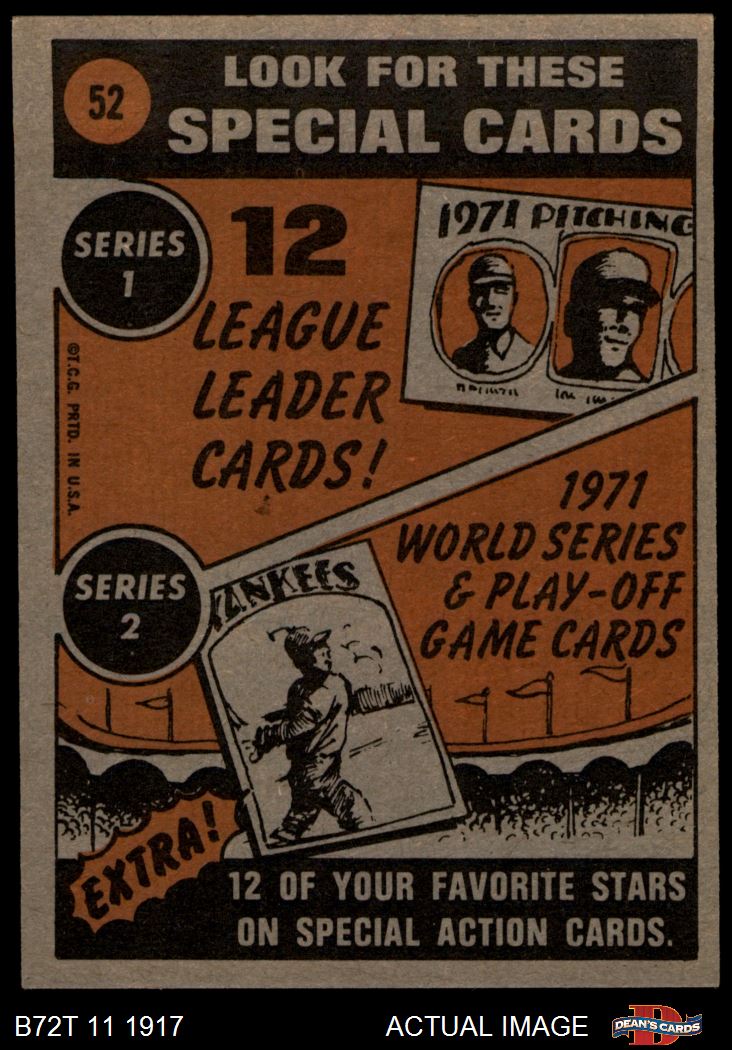 52
LOOK FOR THESE
SPECIAL CARDS
SERIES
1
12
LEAGUE
LEADER
CARDS!
1971 PITCHING
©T.C.G. PRTD. IN U.S.A.
1971
WORLD SERIES
& PLAY-OFF
GAME CARDS
SERIES
2
YANKEES
EXTRA!
12 OF YOUR FAVORITE STARS
ON SPECIAL ACTION CARDS.
B72T 11 1917
ACTUAL IMAGE
DEAN'S CARDS